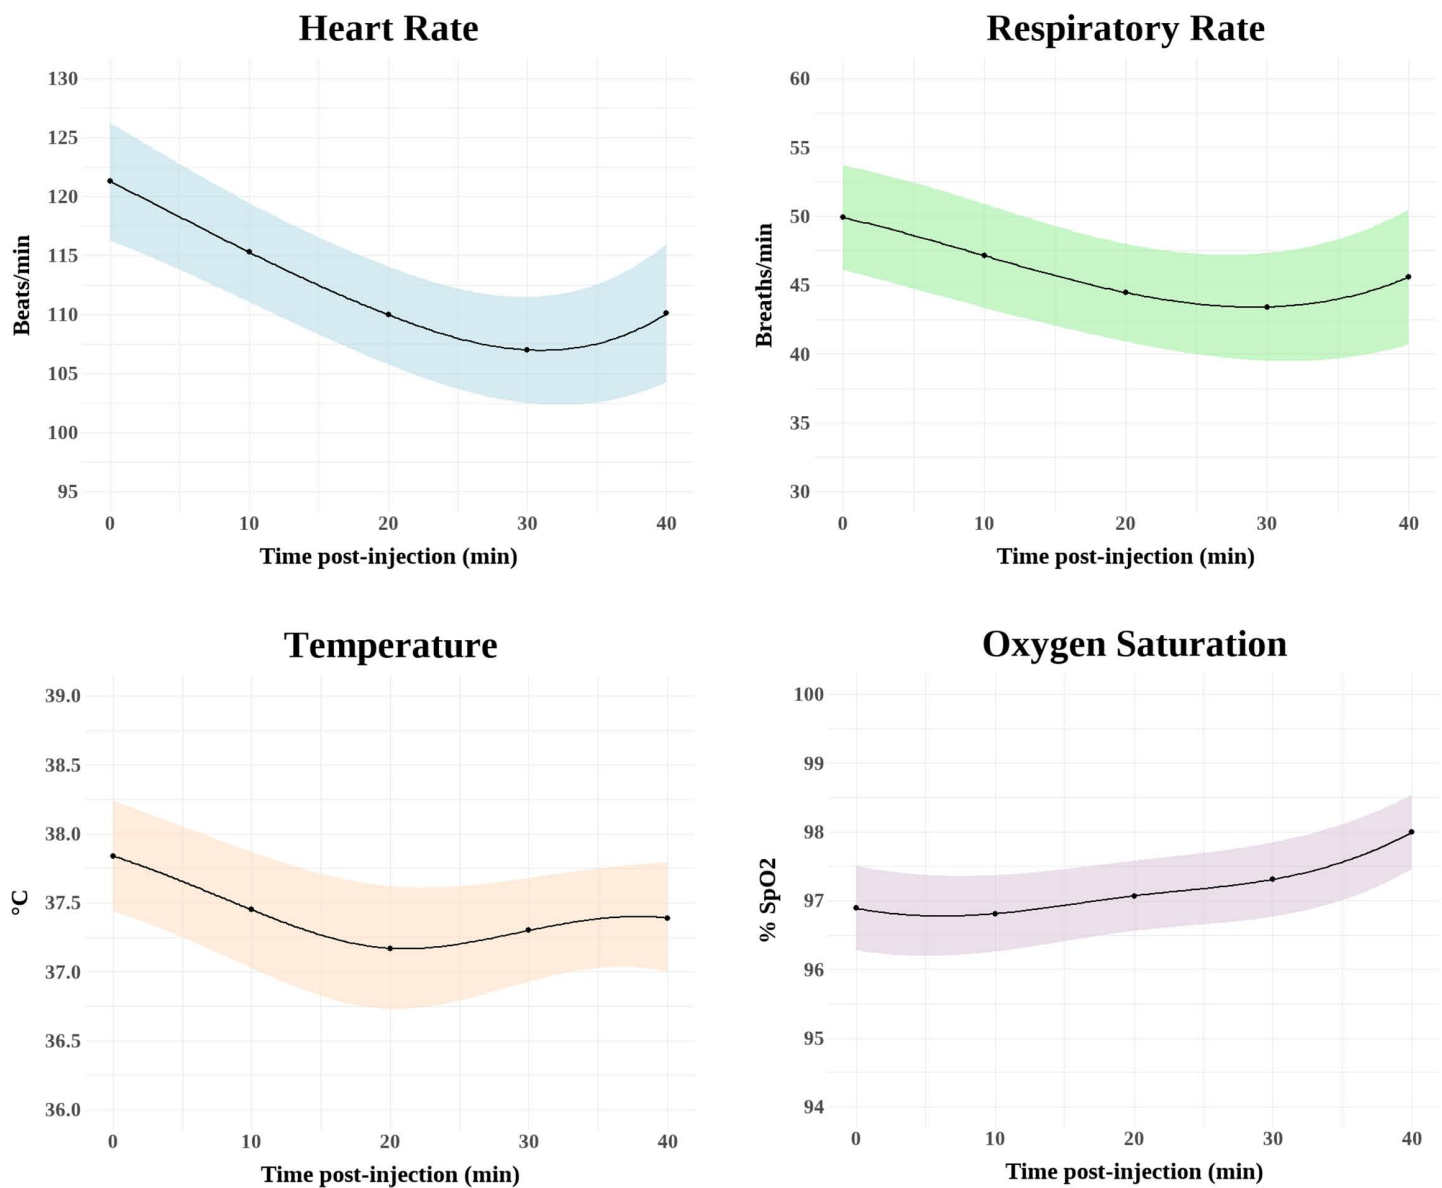 Heart Rate
130
125
120
115
110
105
100
95
Beats/min
0 10 20 30 40
Time post-injection (min)
Respiratory Rate
60
55
50
45
40
35
30
Breaths/min
0 10 20 30 40
Time post-injection (min)
Temperature
39.0
38.5
38.0
37.5
37.0
36.5
36.0
°C
0 10 20 30 40
Time post-injection (min)
Oxygen Saturation
100
99
98
97
96
95
94
% SpO2
0 10 20 30 40
Time post-injection (min)